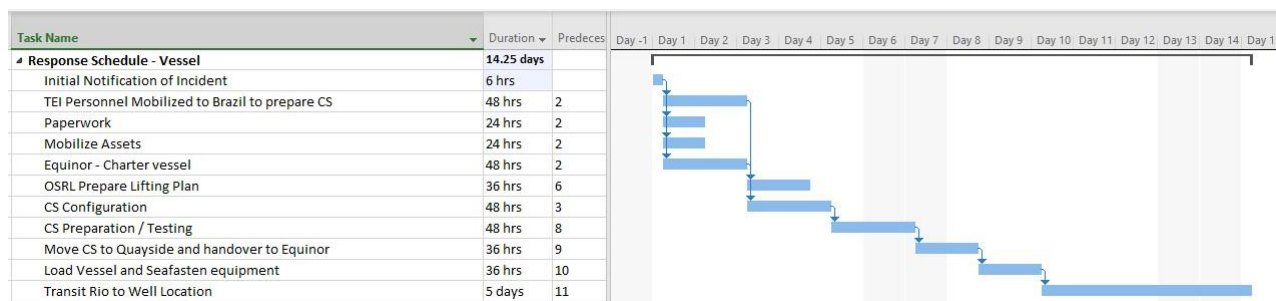 Task Name Duration Predeces Day -1 Day 1 Day 2 Day 3 Day 4 Day 5 Day 6 Day 7 Day 8 Day 9 Day 10 Day 11 Day 12 Day 13 Day 14 Day 1
Response Schedule - Vessel 14.25 days
Initial Notification of Incident 6 hrs
TEI Personnel Mobilized to Brazil to prepare CS 48 hrs 2
Paperwork 24 hrs 2
Mobilize Assets 24 hrs 2
Equinor - Charter vessel 48 hrs 2
OSRL Prepare Lifting Plan 36 hrs 6
CS Configuration 48 hrs 3
CS Preparation / Testing 48 hrs 8
Move CS to Quayside and handover to Equinor 36 hrs 9
Load Vessel and Seafasten equipment 36 hrs 10
Transit Rio to Well Location 5 days 11